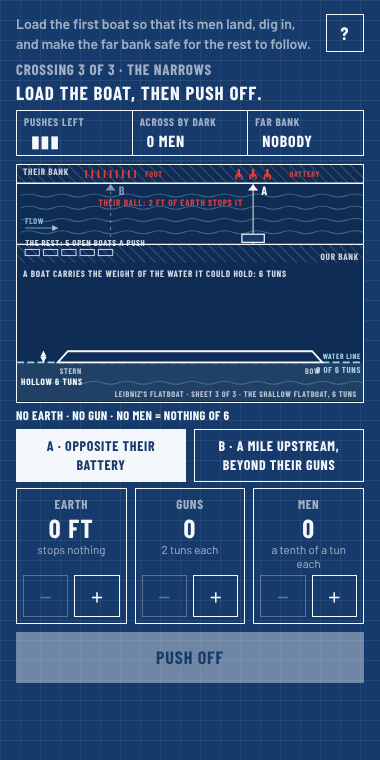 Load the first boat so that its men land, dig in,
and make the far bank safe for the rest to follow.
?
CROSSING 3 OF 3 · THE NARROWS
LOAD THE BOAT, THEN PUSH OFF.
PUSHES LEFT
ACROSS BY DARK
0 MEN
FAR BANK
NOBODY
THEIR BANK
FOOT
BATTERY
B
A
THEIR BALL: 2 FT OF EARTH STOPS IT
FLOW
THE REST: 5 OPEN BOATS A PUSH
OUR BANK
A BOAT CARRIES THE WEIGHT OF THE WATER IT COULD HOLD: 6 TUNS
WATER LINE
STERN
BOW
0 OF 6 TUNS
HOLLOW 6 TUNS
LEIBNIZ'S FLATBOAT · SHEET 3 OF 3 · THE SHALLOW FLATBOAT, 6 TUNS
NO EARTH · NO GUN · NO MEN = NOTHING OF 6
A · OPPOSITE THEIR
BATTERY
B · A MILE UPSTREAM,
BEYOND THEIR GUNS
EARTH
0 FT
stops nothing
− +
GUNS
0
2 tuns each
− +
MEN
0
a tenth of a tun
each
− +
PUSH OFF